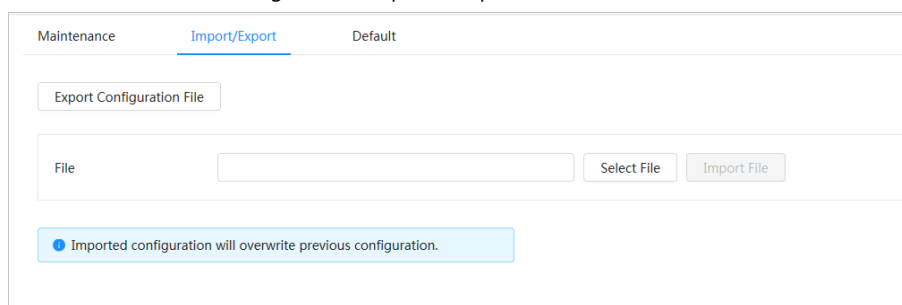 Maintenance Import/Export Default
Export Configuration File
File Select File Import File
Imported configuration will overwrite previous configuration.